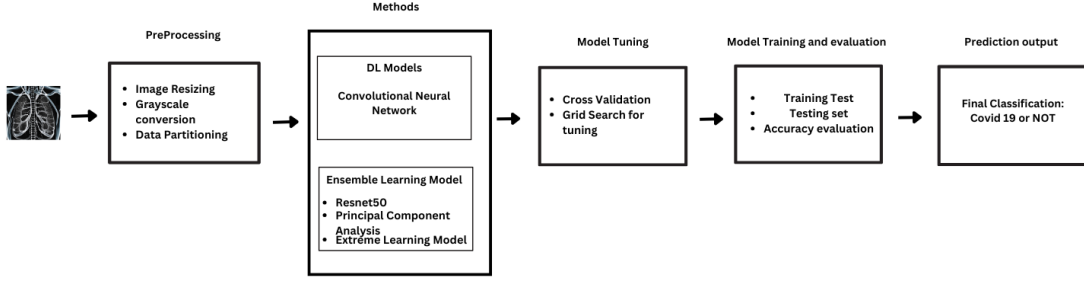 PreProcessing
Image Resizing
Grayscale
conversion
Data Partitioning
Methods
DL Models
Convolutional Neural
Network
Ensemble Learning Model
Resnet50
Principal Component
Analysis
Extreme Learning Model
Model Tuning
Cross Validation
Grid Search for
tuning
Model Training and evaluation
Training Test
Testing set
Accuracy evaluation
Prediction output
Final Classification:
Covid 19 or NOT